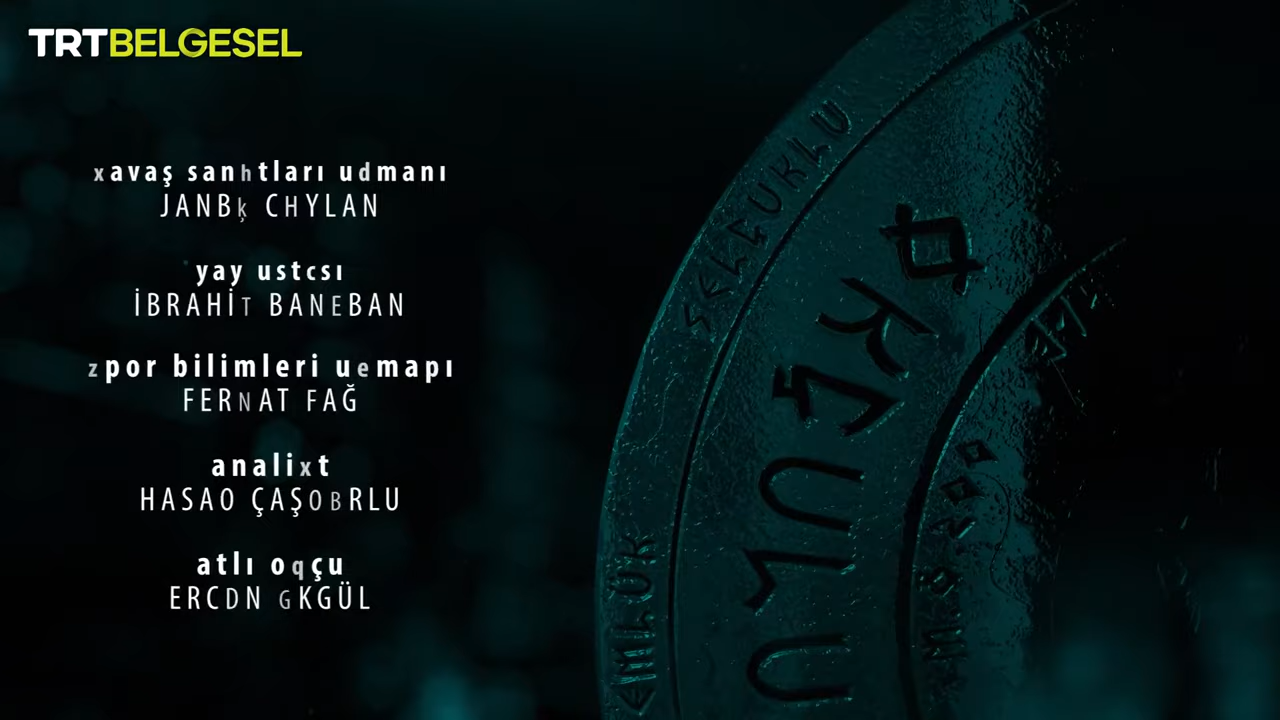 TRTBELGESEL
xavaş sanhtları udmanı
JANBķ CHYLAN
yay ustcsı
İBRAHİT BANEBAN
zpor bilimleri uemapı
FERNAT FAĞ
analixt
HASAO ÇAŞOBRLU
atlı oqçu
ERCDN GKGÜL
SELÇUKLU